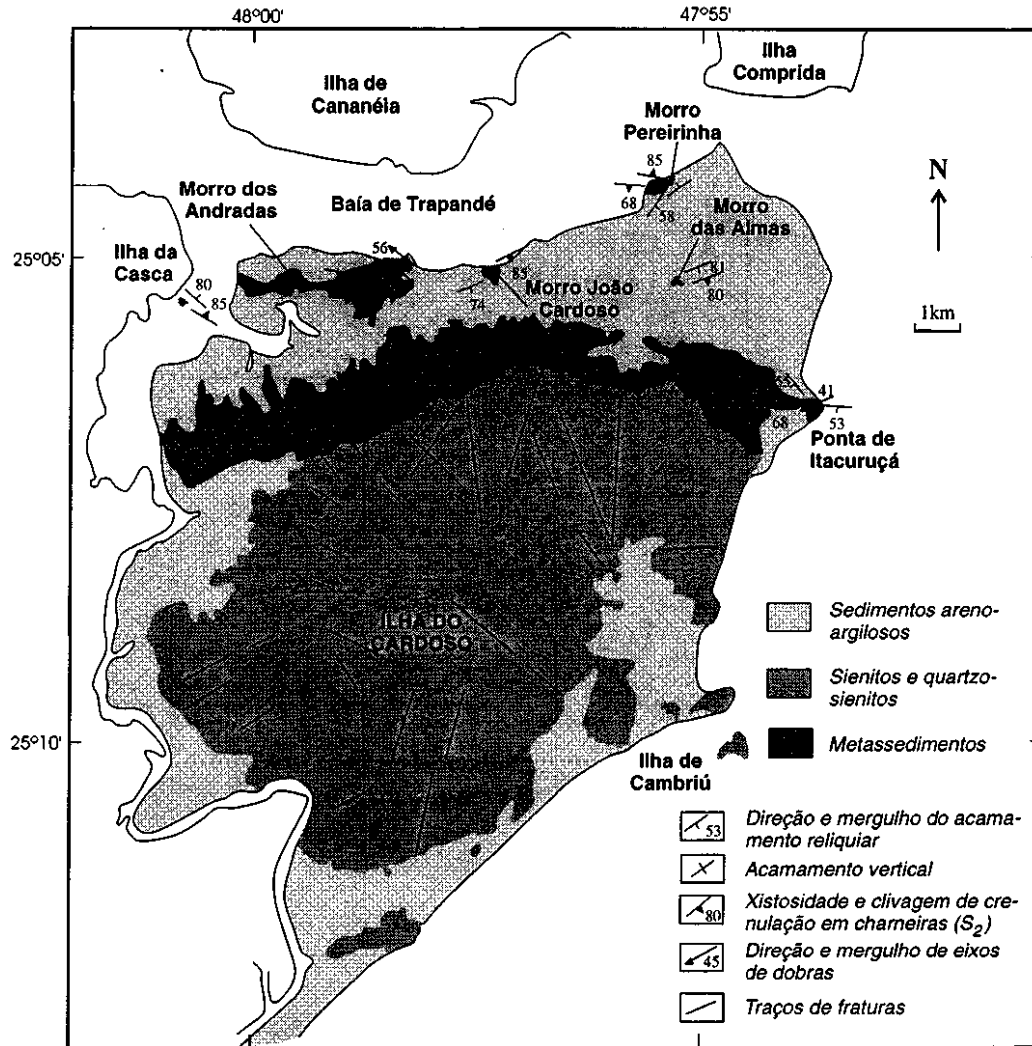 48°00'
47°55'
Ilha de
Cananéia
Ilha
Comprida
Morro
Pereirinha
85
68
58
N
Morro dos
Andradas
Baía de Trapandé
Morro
das Almas
Ilha da
Casca
56
25°05'
80
85
85
74
Morro João
Cardoso
81
80
1km
41
68
53
Ponta de
Itacuruçá
ILHA DO
CARDOSO
Sedimentos areno-
argilosos
Sienitos e quartzo-
sienitos
Metassedimentos
25°10'
Ilha de
Cambriú
53
Direção e mergulho do acama-
mento reliquiar
Acamamento vertical
80
Xistosidade e clivagem de cre-
nulação em charneiras (S₂)
45
Direção e mergulho de eixos
de dobras
Traços de fraturas